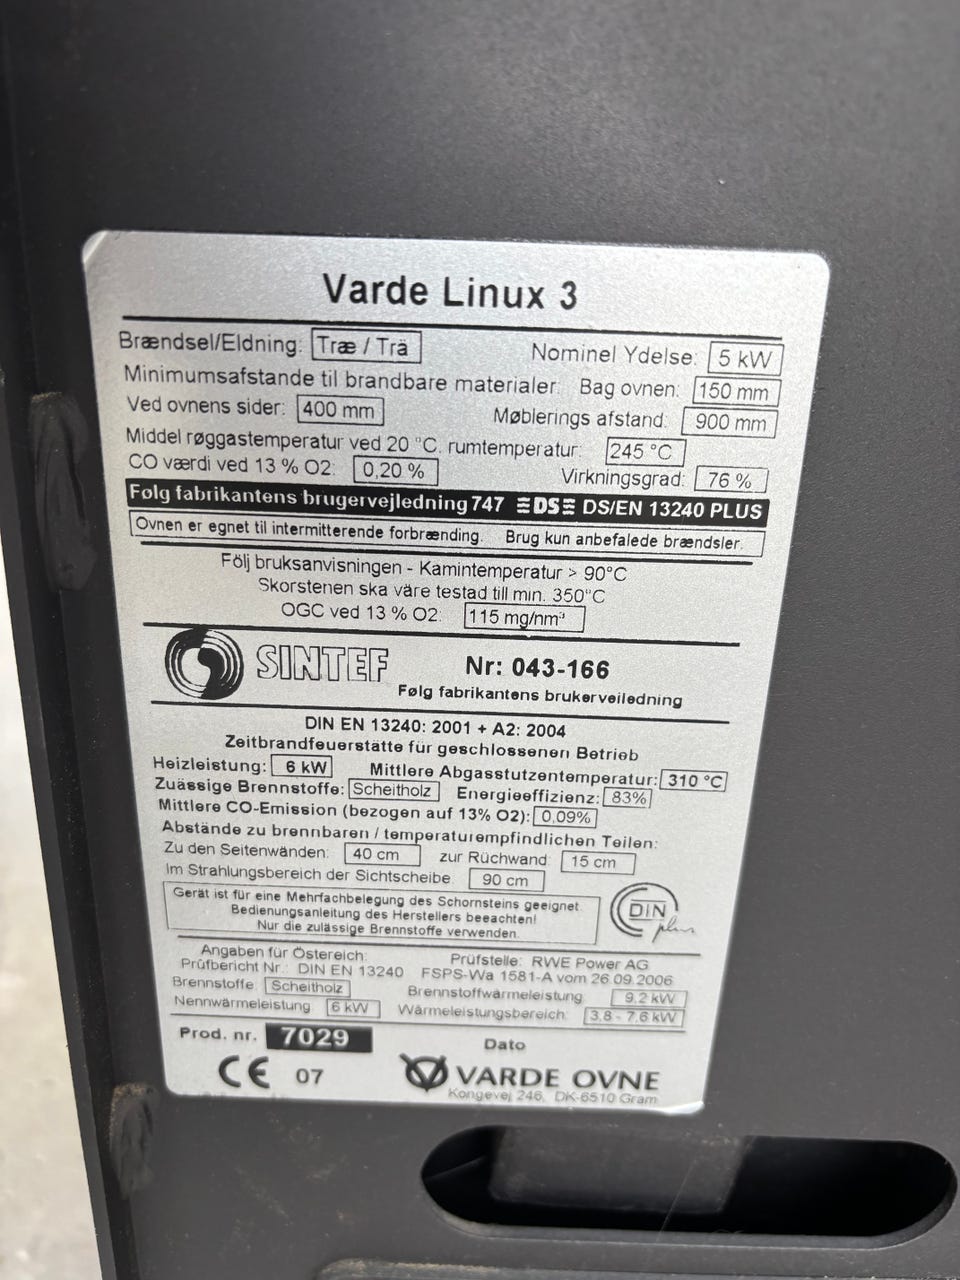 Varde Linux 3
Brændsel/Eldning: Træ / Trä Nominel Ydelse: 5 kW
Minimumsafstande til brandbare materialer: Bag ovnen: 150 mm
Ved ovnens sider: 400 mm Møblerings afstand: 900 mm
Middel røggastemperatur ved 20 °C. rumtemperatur: 245 °C
CO værdi ved 13 % O2: 0,20 % Virkningsgrad: 76 %
Følg fabrikantens brugervejledning 747 DS DS/EN 13240 PLUS
Ovnen er egnet til intermitterende forbrænding. Brug kun anbefalede brændsler.
Följ bruksanvisningen - Kamintemperatur > 90°C
Skorstenen ska väre testad till min. 350°C
OGC ved 13 % O2: 115 mg/nm³
SINTEF Nr: 043-166
Følg fabrikantens brukerveiledning
DIN EN 13240: 2001 + A2: 2004
Zeitbrandfeuerstätte für geschlossenen Betrieb
Heizleistung: 6 kW Mittlere Abgasstutzentemperatur: 310 °C
Zuässige Brennstoffe: Scheitholz Energieeffizienz: 83%
Mittlere CO-Emission (bezogen auf 13% O2): 0,09%
Abstände zu brennbaren / temperaturempfindlichen Teilen:
Zu den Seitenwänden: 40 cm zur Rüchwand 15 cm
Im Strahlungsbereich der Sichtscheibe 90 cm
Gerät ist für eine Mehrfachbelegung des Schornsteins geeignet.
Bedienungsanleitung des Herstellers beeachten!
Nur die zulässige Brennstoffe verwenden.
DIN plus
Angaben für Östereich: Prüfstelle: RWE Power AG
Prüfbericht Nr.: DIN EN 13240 FSPS-Wa 1581-A vom 26.09.2006
Brennstoffe: Scheitholz Brennstoffwärmeleistung 9,2 kW
Nennwärmeleistung 6 kW Wärmeleistungsbereich: 3,8 - 7,6 kW
Prod. nr. 7029 Dato
CE 07 VARDE OVNE
Kongevej 246, DK-6510 Gram